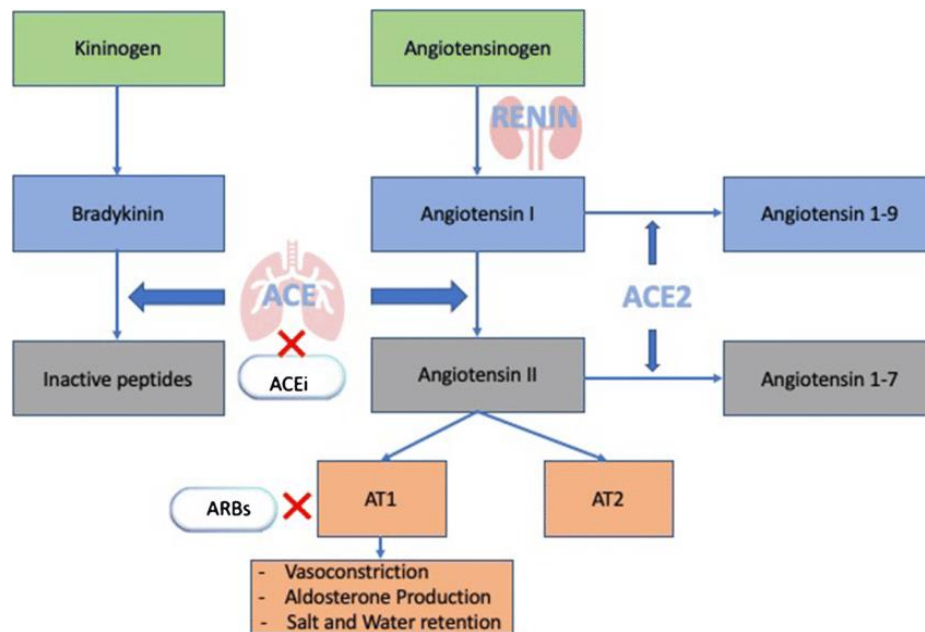 Kininogen
Angiotensinogen
RENIN
Bradykinin
Angiotensin I
Angiotensin 1-9
ACE
ACE2
Inactive peptides
ACEi
Angiotensin II
Angiotensin 1-7
ARBs
AT1
AT2
- Vasoconstriction
- Aldosterone Production
- Salt and Water retention